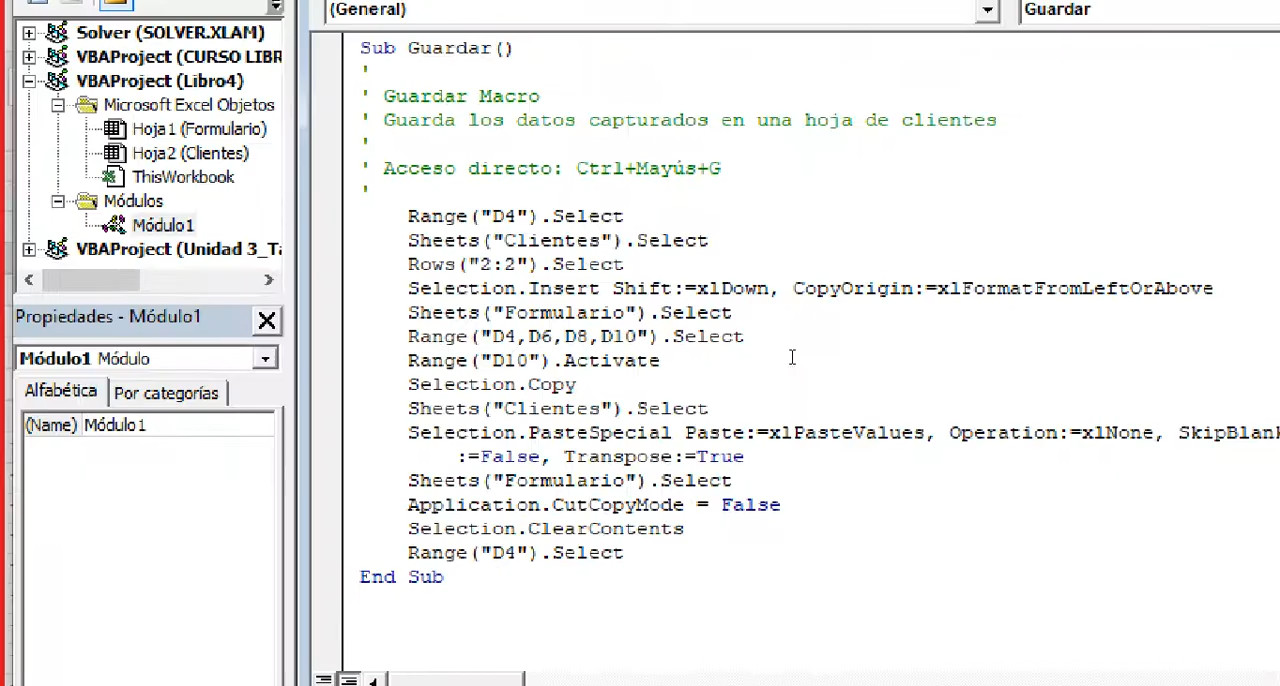 (General)
Guardar
Solver (SOLVER.XLAM)
VBAProject (CURSO LIBR
VBAProject (Libro4)
Microsoft Excel Objetos
Hoja1 (Formulario)
Hoja2 (Clientes)
ThisWorkbook
Módulos
Módulo1
VBAProject (Unidad 3_Ta
Propiedades - Módulo1
Módulo1 Módulo
Alfabética
Por categorías
(Name) Módulo1
Sub Guardar()
'
' Guardar Macro
' Guarda los datos capturados en una hoja de clientes
'
' Acceso directo: Ctrl+Mayús+G
'
Range("D4").Select
Sheets("Clientes").Select
Rows("2:2").Select
Selection.Insert Shift:=xlDown, CopyOrigin:=xlFormatFromLeftOrAbove
Sheets("Formulario").Select
Range("D4,D6,D8,D10").Select
Range("D10").Activate
Selection.Copy
Sheets("Clientes").Select
Selection.PasteSpecial Paste:=xlPasteValues, Operation:=xlNone, SkipBlank
:=False, Transpose:=True
Sheets("Formulario").Select
Application.CutCopyMode = False
Selection.ClearContents
Range("D4").Select
End Sub